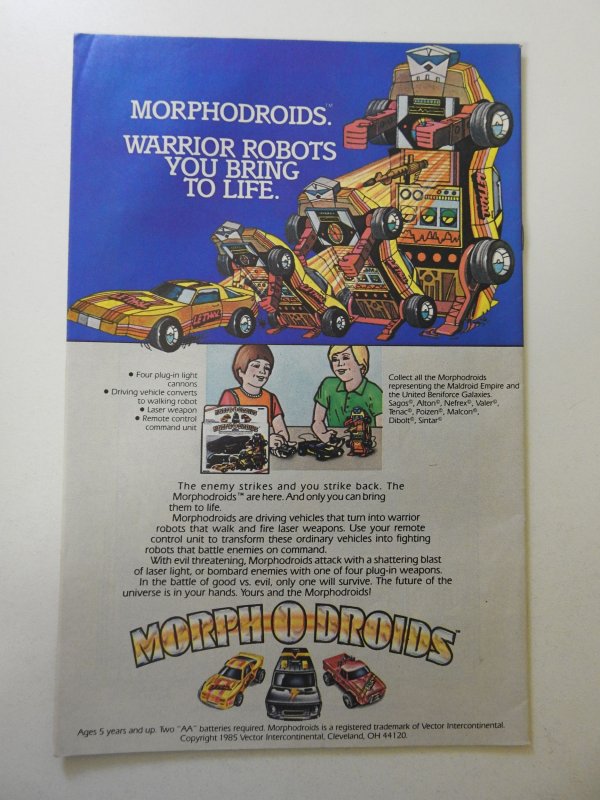 MORPHODROIDS.™
WARRIOR ROBOTS
YOU BRING
TO LIFE.
LETHAL
• Four plug-in light
cannons
• Driving vehicle converts
to walking robot
• Laser weapon
• Remote control
command unit
Collect all the Morphodroids
representing the Maldroid Empire and
the United Beniforce Galaxies.
Sagos©, Alton©, Nefrex©, Valer©,
Tenac©, Poizen©, Malcon©,
Dibolt©, Sintar©
The enemy strikes and you strike back. The
Morphodroids™ are here. And only you can bring
them to life.
Morphodroids are driving vehicles that turn into warrior
robots that walk and fire laser weapons. Use your remote
control unit to transform these ordinary vehicles into fighting
robots that battle enemies on command.
With evil threatening, Morphodroids attack with a shattering blast
of laser light, or bombard enemies with one of four plug-in weapons.
In the battle of good vs. evil, only one will survive. The future of the
universe is in your hands. Yours and the Morphodroids!
MORPH-O-DROIDS™
Ages 5 years and up. Two "AA" batteries required. Morphodroids is a registered trademark of Vector Intercontinental.
Copyright 1985 Vector Intercontinental, Cleveland, OH 44120.